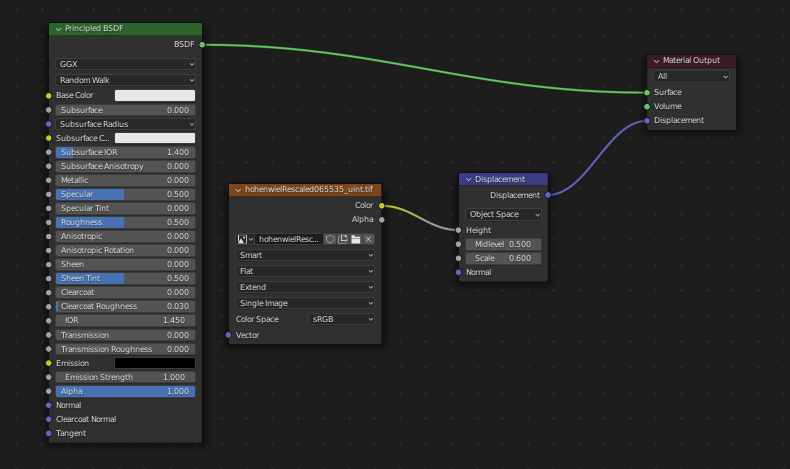 Principled BSDF
BSDF
GGX
Random Walk
Base Color
Subsurface 0.000
Subsurface Radius
Subsurface C...
Subsurface IOR 1.400
Subsurface Anisotropy 0.000
Metallic 0.000
Specular 0.500
Specular Tint 0.000
Roughness 0.500
Anisotropic 0.000
Anisotropic Rotation 0.000
Sheen 0.000
Sheen Tint 0.500
Clearcoat 0.000
Clearcoat Roughness 0.030
IOR 1.450
Transmission 0.000
Transmission Roughness 0.000
Emission
Emission Strength 1.000
Alpha 1.000
Normal
Clearcoat Normal
Tangent
hohenwielRescaled065535_uint.tif
Color
Alpha
hohenwielResc...
Smart
Flat
Extend
Single Image
Color Space sRGB
Vector
Displacement
Displacement
Object Space
Height
Midlevel 0.500
Scale 0.600
Normal
Material Output
All
Surface
Volume
Displacement